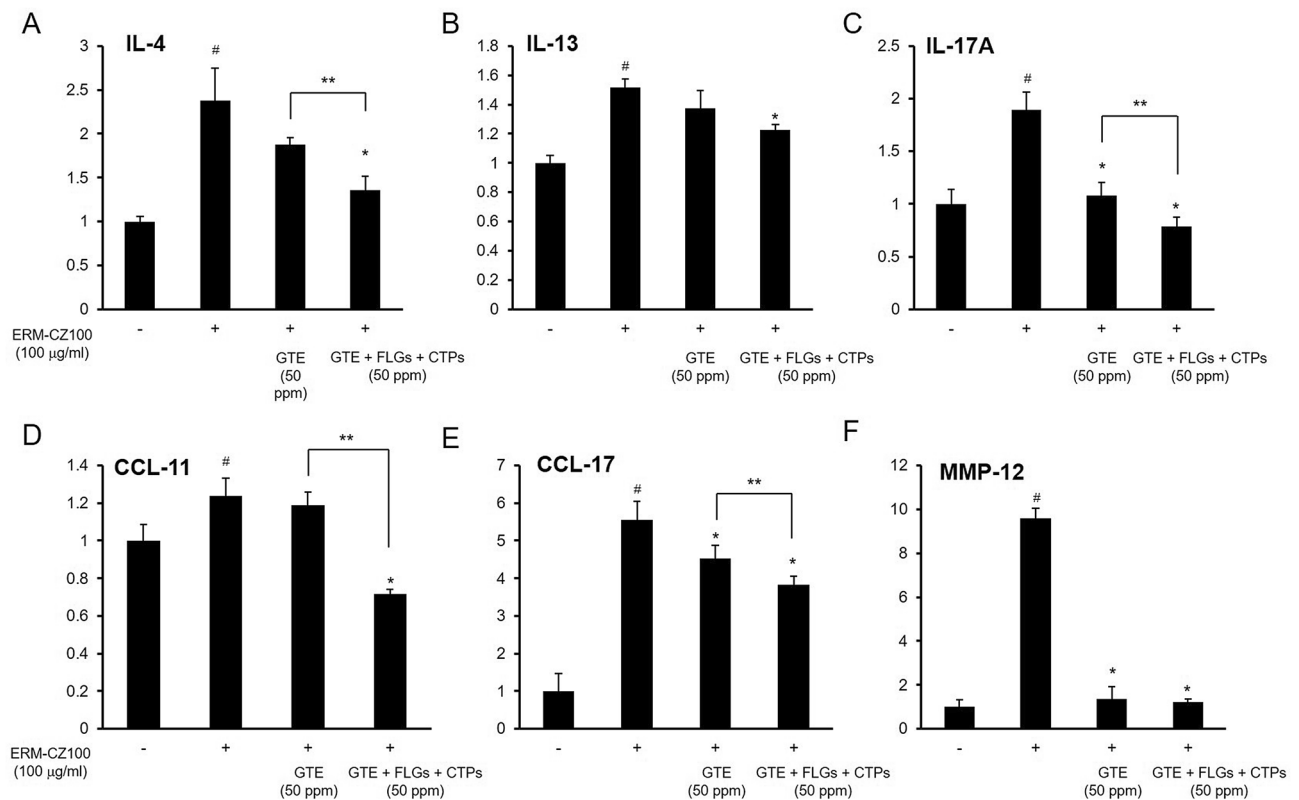 A
IL-4
3
2.5
2
1.5
1
0.5
0
#
**
*
ERM-CZ100
(100 μg/ml)
- + + +
GTE
(50
ppm)
GTE + FLGs + CTPs
(50 ppm)
B
IL-13
1.8
1.6
1.4
1.2
1
0.8
0.6
0.4
0.2
0
#
*
- + + +
GTE
(50 ppm)
GTE + FLGs + CTPs
(50 ppm)
C
IL-17A
2.5
2
1.5
1
0.5
0
#
**
*
*
- + + +
GTE
(50 ppm)
GTE + FLGs + CTPs
(50 ppm)
D
CCL-11
1.4
1.2
1
0.8
0.6
0.4
0.2
0
#
**
*
ERM-CZ100
(100 μg/ml)
- + + +
GTE
(50 ppm)
GTE + FLGs + CTPs
(50 ppm)
E
CCL-17
7
6
5
4
3
2
1
0
#
**
*
*
- + + +
GTE
(50 ppm)
GTE + FLGs + CTPs
(50 ppm)
F
MMP-12
12
10
8
6
4
2
0
#
*
*
- + + +
GTE
(50 ppm)
GTE + FLGs + CTPs
(50 ppm)